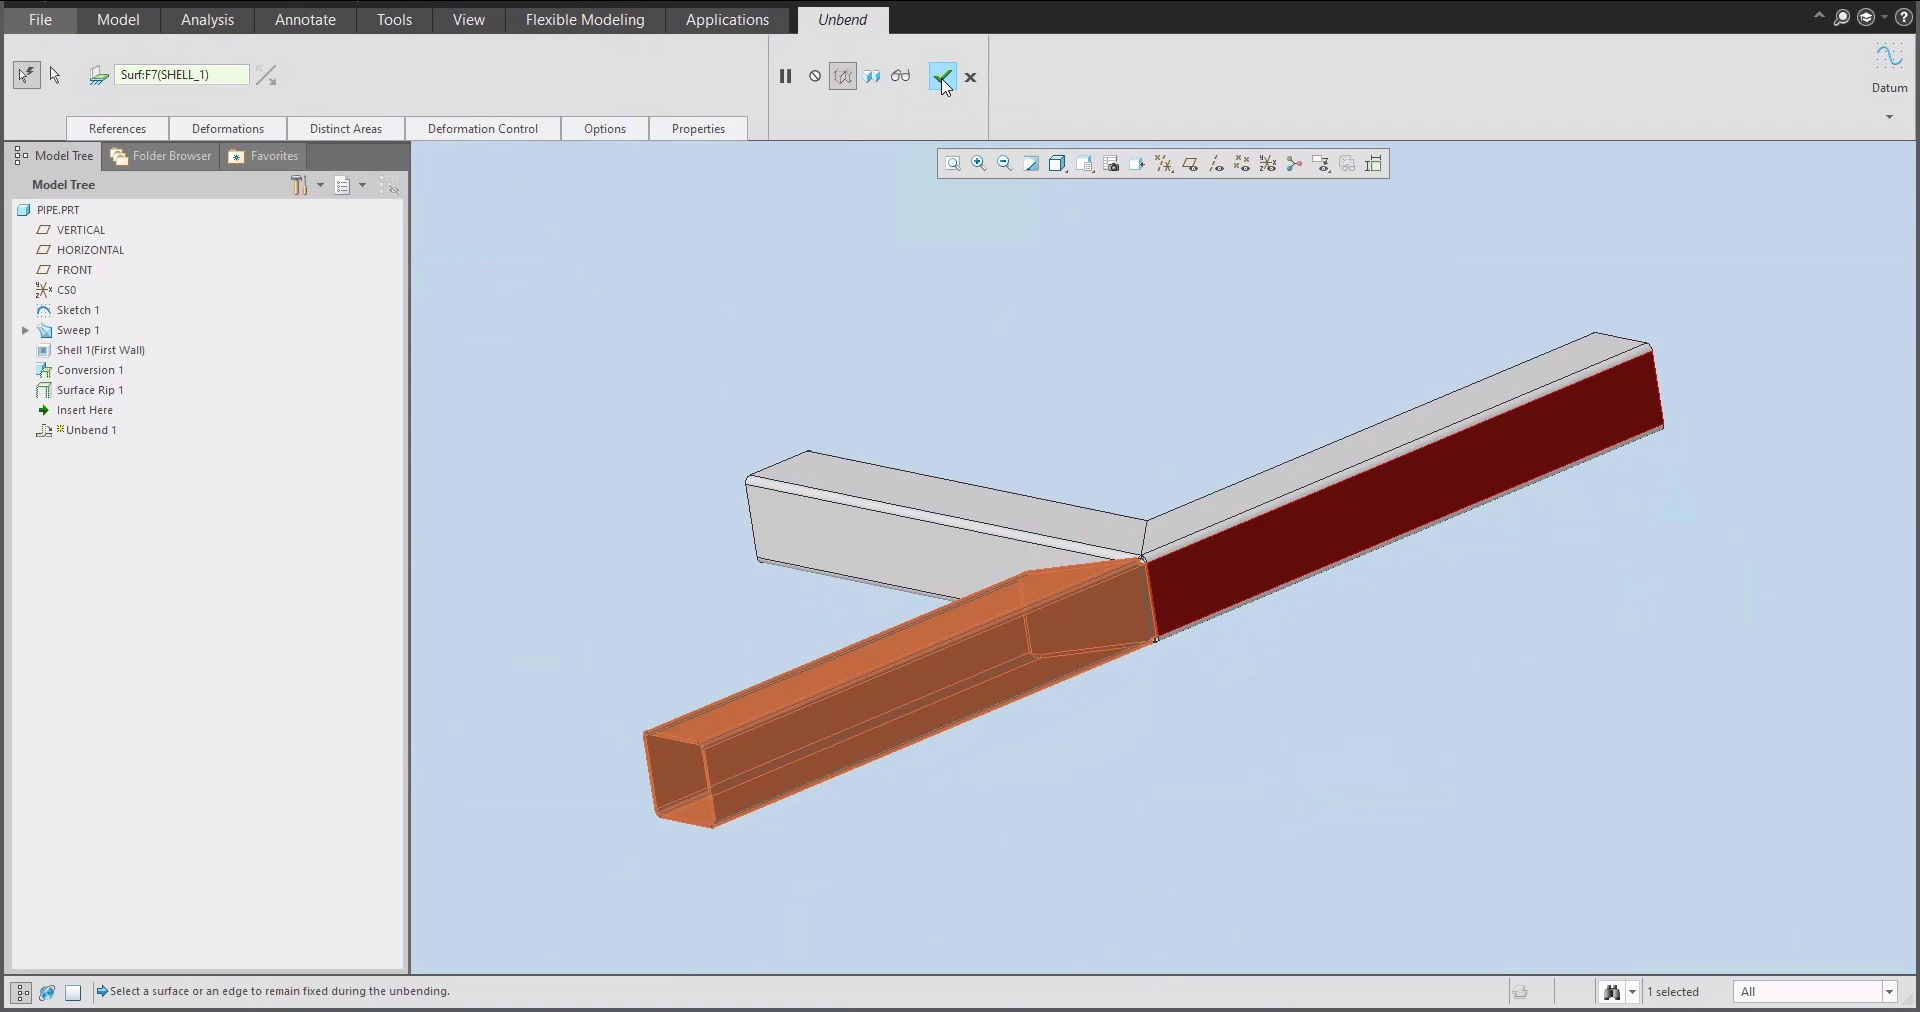 File Model Analysis Annotate Tools View Flexible Modeling Applications Unbend
Surf:F7(SHELL_1)
Datum
References Deformations Distinct Areas Deformation Control Options Properties
Model Tree Folder Browser Favorites
Model Tree
PIPE.PRT
VERTICAL
HORIZONTAL
FRONT
CS0
Sketch 1
Sweep 1
Shell 1(First Wall)
Conversion 1
Surface Rip 1
Insert Here
Unbend 1
Select a surface or an edge to remain fixed during the unbending.
1 selected
All